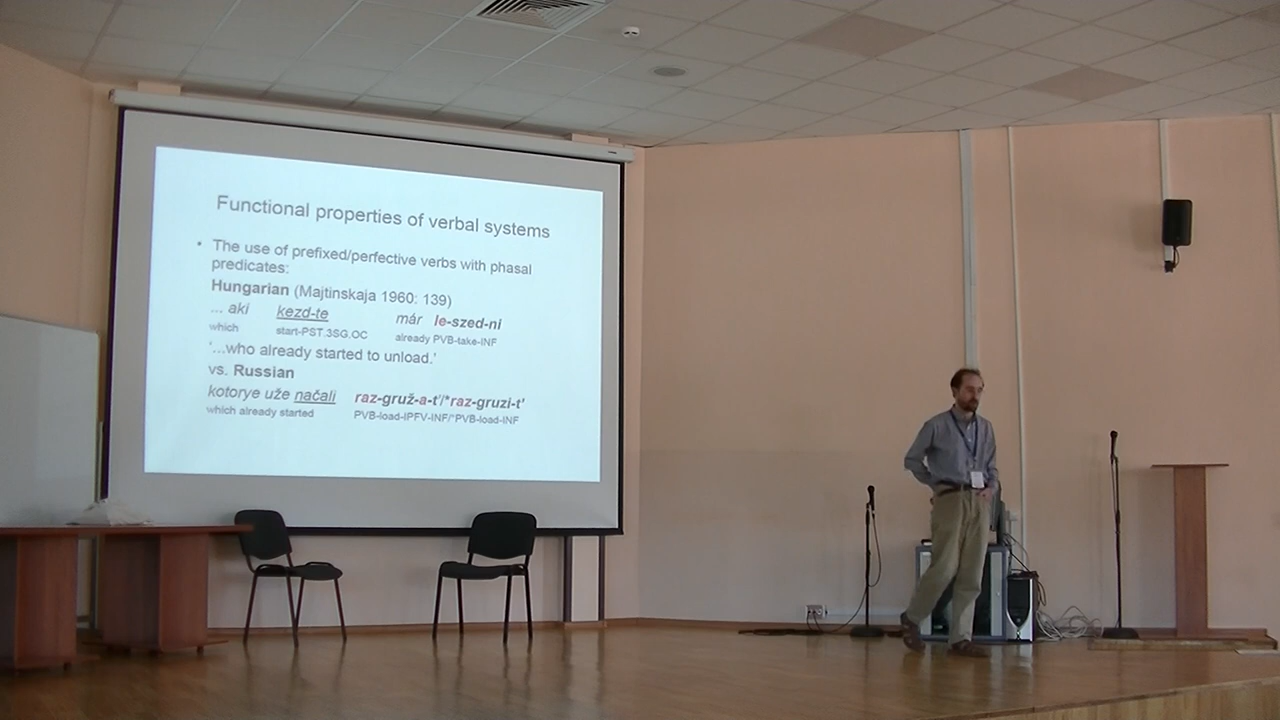 Functional properties of verbal systems
• The use of prefixed/perfective verbs with phasal
predicates:
Hungarian (Majtinskaja 1960: 139)
... aki kezd-te már le-szed-ni
which start-PST.3SG.OC already PVB-take-INF
'...who already started to unload.'
vs. Russian
kotorye uže načali raz-gruž-a-t'/*raz-gruzi-t'
which already started PVB-load-IPFV-INF/*PVB-load-INF